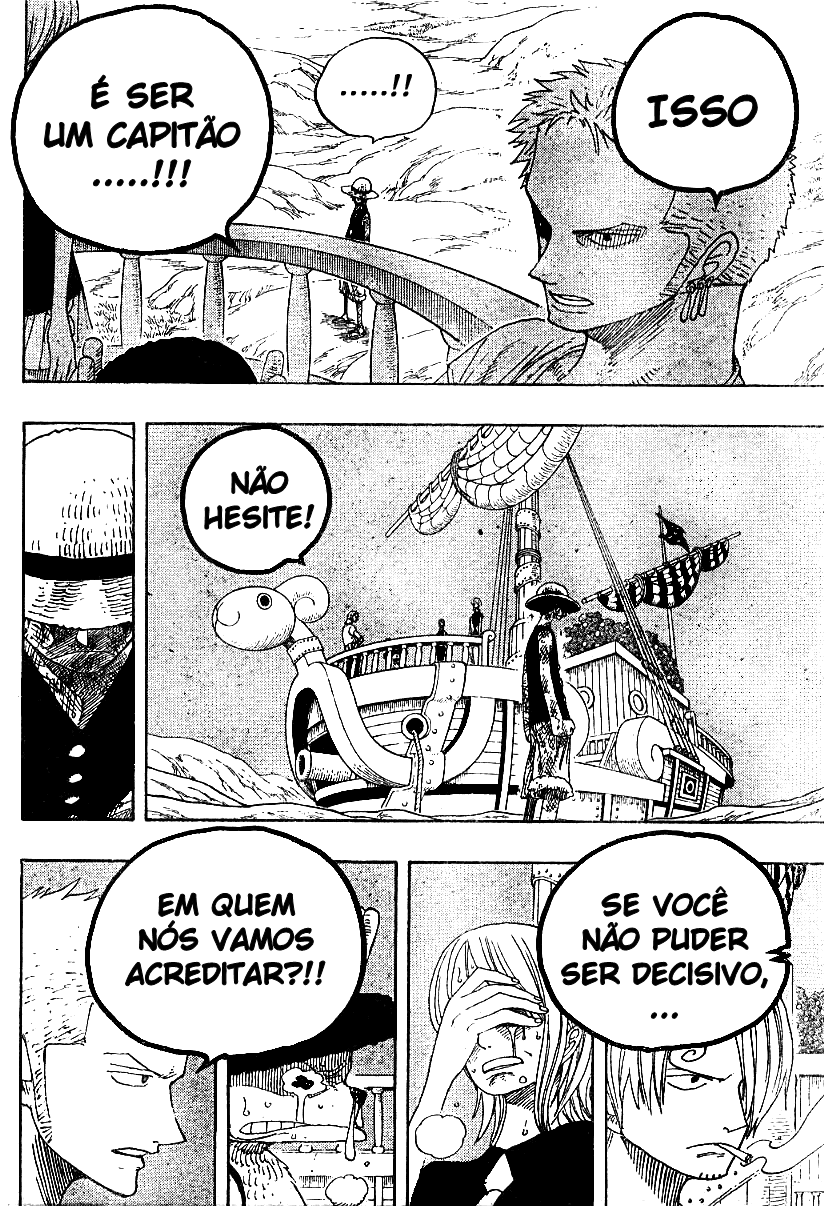 ISSO
É SER
UM CAPITÃO
.....!!!
.....!!
NÃO
HESITE!
SE VOCÊ
NÃO PUDER
SER DECISIVO,
...
EM QUEM
NÓS VAMOS
ACREDITAR?!!